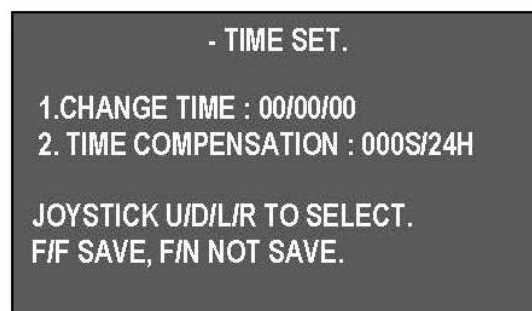 - TIME SET.
1.CHANGE TIME : 00/00/00
2. TIME COMPENSATION : 000S/24H
JOYSTICK U/D/L/R TO SELECT.
F/F SAVE, F/N NOT SAVE.